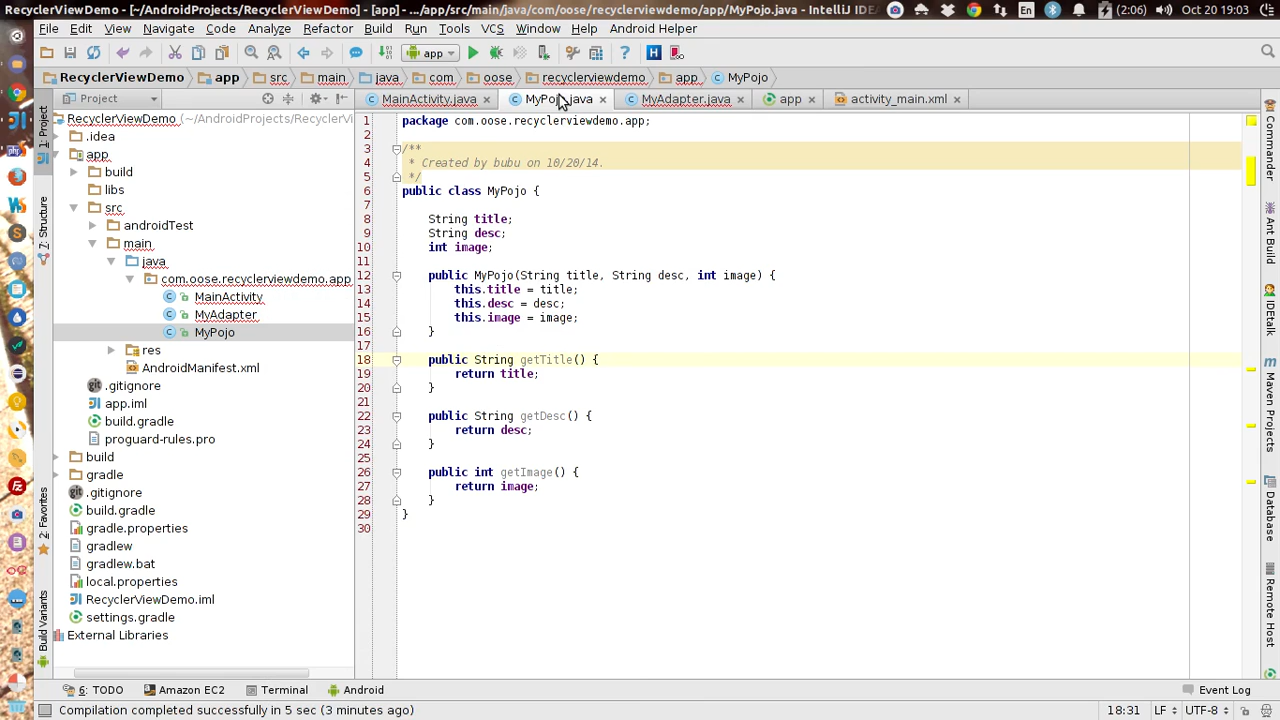 RecyclerViewDemo - [~/AndroidProjects/RecyclerViewDemo] - [app] - .../app/src/main/java/com/oose/recyclerviewdemo/app/MyPojo.java - IntelliJ IDEA
En
(2:06)
Oct 20 19:03
File Edit View Navigate Code Analyze Refactor Build Run Tools VCS Window Help Android Helper
app
RecyclerViewDemo app src main java com oose recyclerviewdemo app MyPojo
Project
MainActivity.java MyPojo.java MyAdapter.java app activity_main.xml
1: Project
7: Structure
2: Favorites
Build Variants
RecyclerViewDemo (~/AndroidProjects/RecyclerVi
.idea
app
build
libs
src
androidTest
main
java
com.oose.recyclerviewdemo.app
MainActivity
MyAdapter
MyPojo
res
AndroidManifest.xml
.gitignore
app.iml
build.gradle
proguard-rules.pro
build
gradle
.gitignore
build.gradle
gradle.properties
gradlew
gradlew.bat
local.properties
RecyclerViewDemo.iml
settings.gradle
External Libraries
1 package com.oose.recyclerviewdemo.app;
2
3 /**
4 * Created by bubu on 10/20/14.
5 */
6 public class MyPojo {
7
8 String title;
9 String desc;
10 int image;
11
12 public MyPojo(String title, String desc, int image) {
13 this.title = title;
14 this.desc = desc;
15 this.image = image;
16 }
17
18 public String getTitle() {
19 return title;
20 }
21
22 public String getDesc() {
23 return desc;
24 }
25
26 public int getImage() {
27 return image;
28 }
29 }
30
Commander
Ant Build
IDEtalk
Maven Projects
Database
Remote Host
6: TODO Amazon EC2 Terminal Android Event Log
Compilation completed successfully in 5 sec (3 minutes ago) 18:31 LF UTF-8